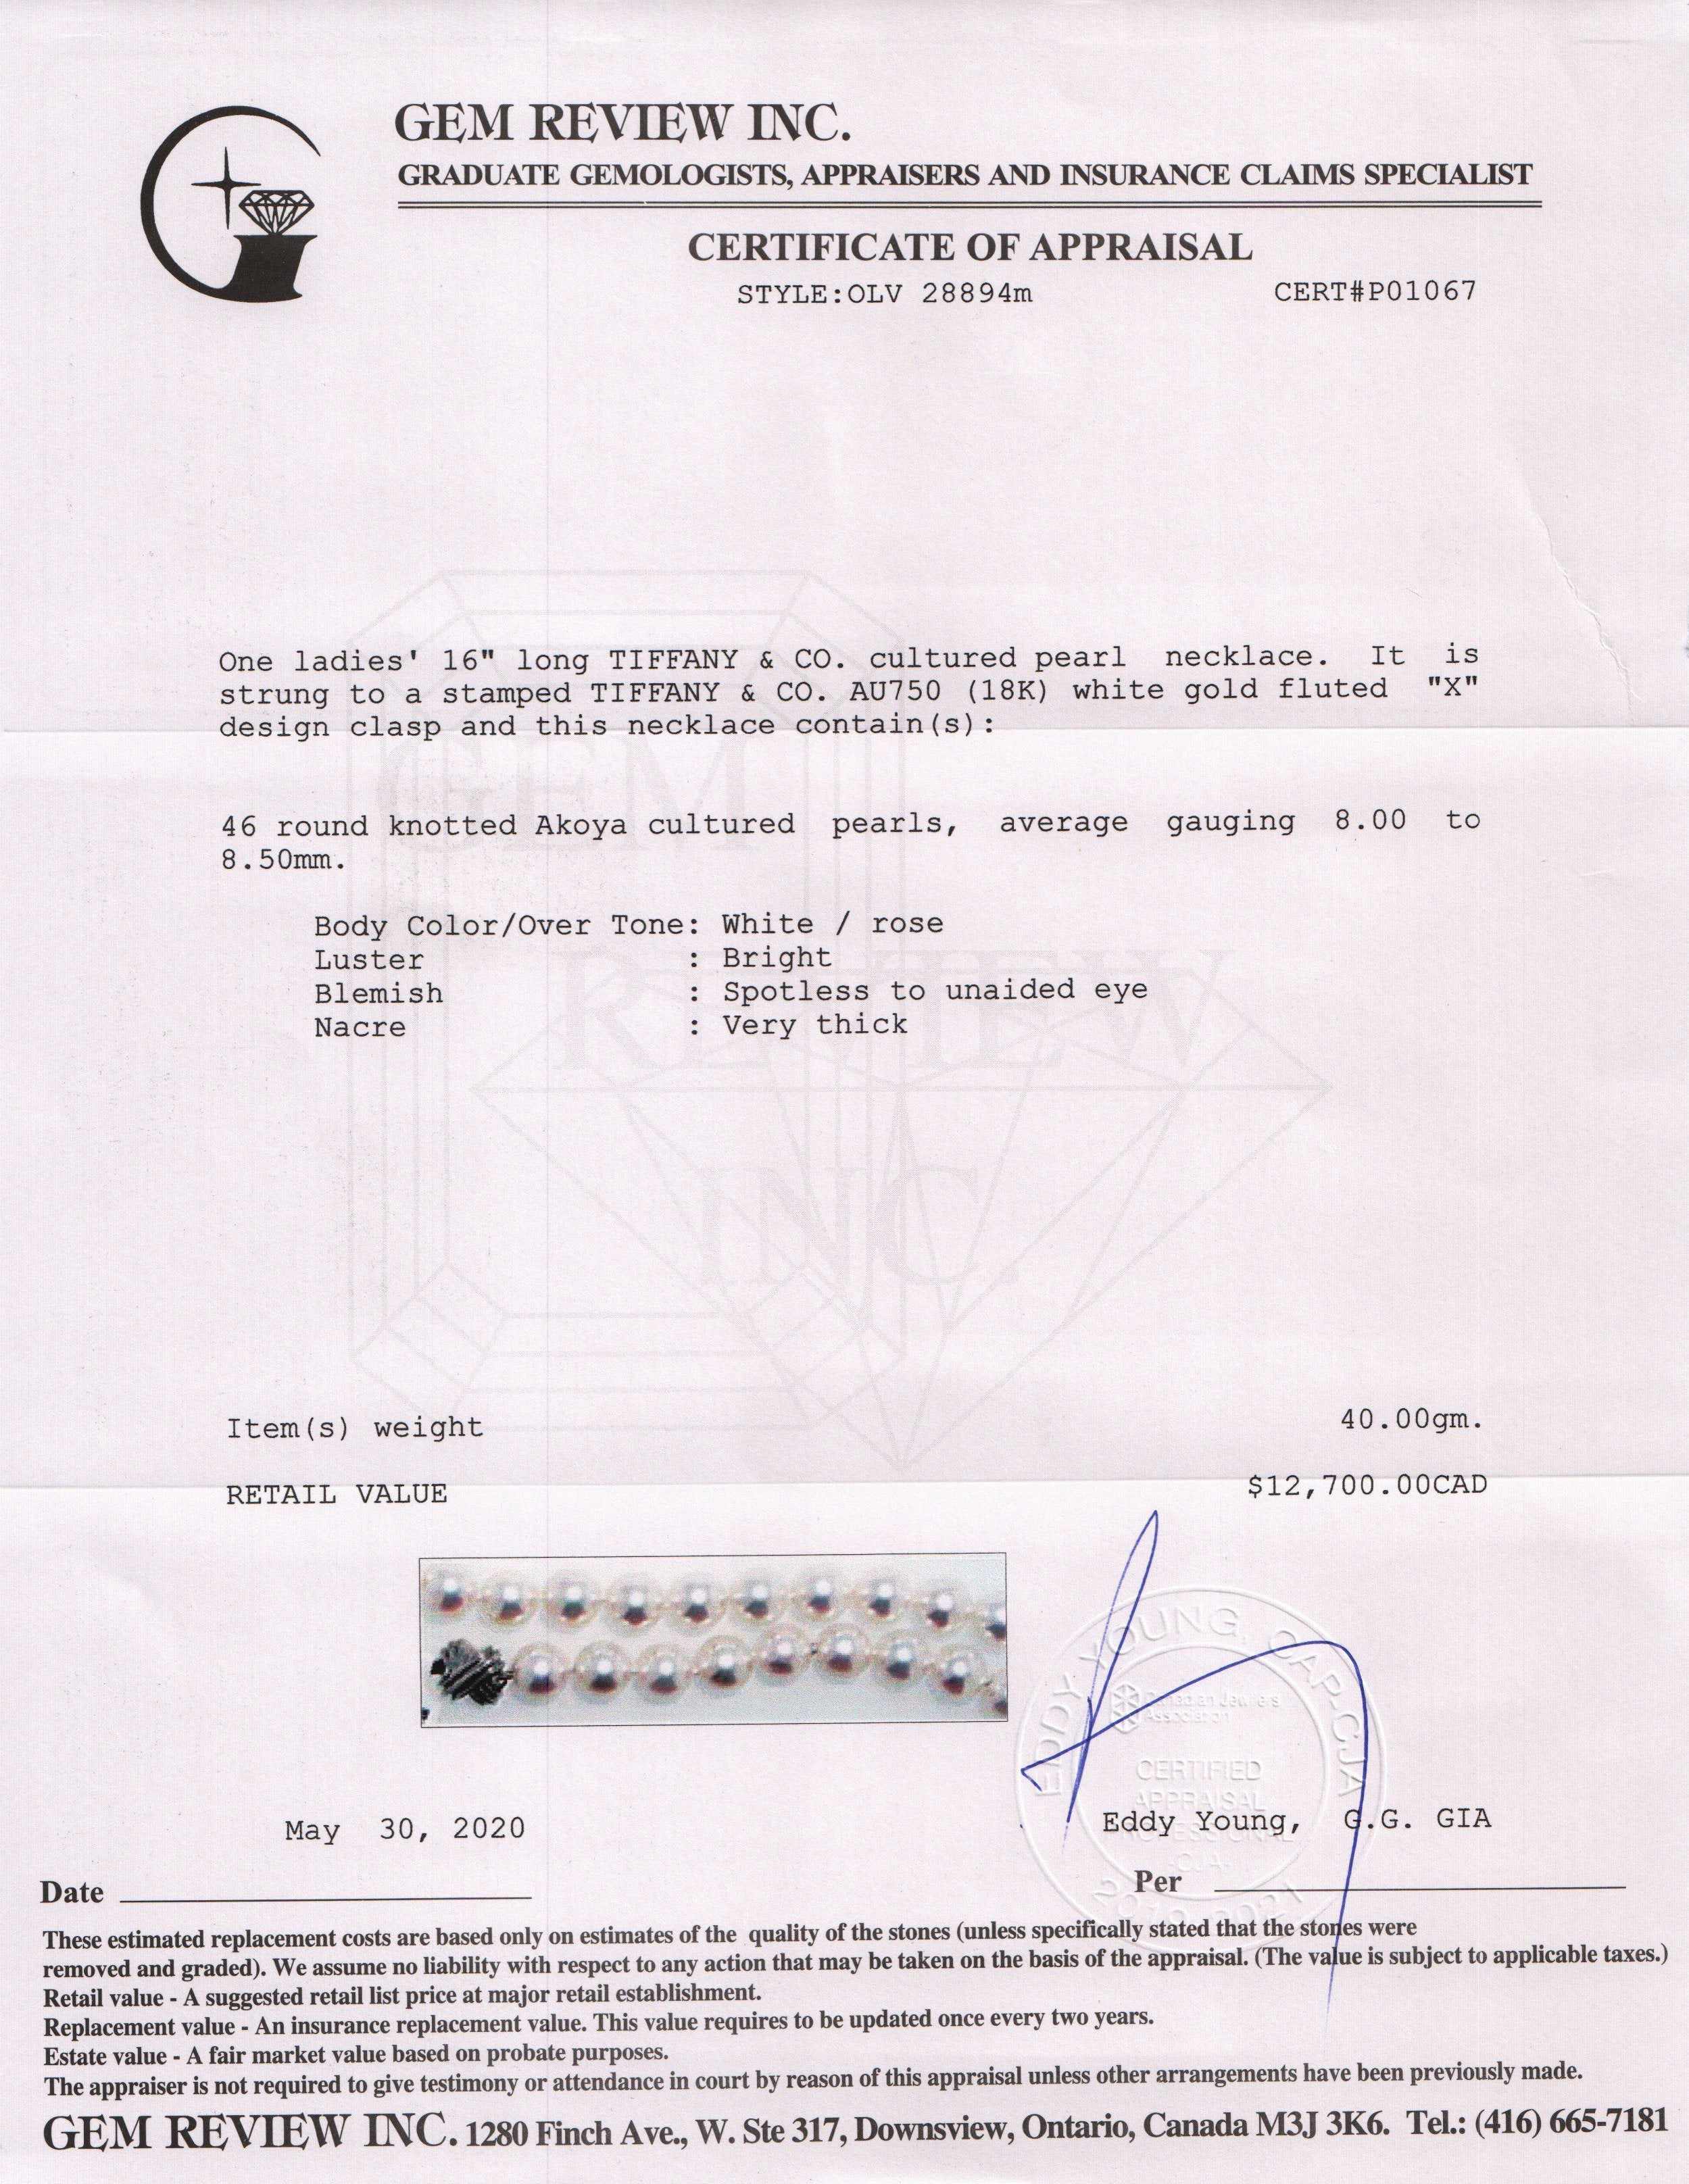 GEM REVIEW INC.
GRADUATE GEMOLOGISTS, APPRAISERS AND INSURANCE CLAIMS SPECIALIST
CERTIFICATE OF APPRAISAL
STYLE:OLV 28894m CERT#P01067
One ladies' 16" long TIFFANY & CO. cultured pearl necklace. It is
strung to a stamped TIFFANY & CO. AU750 (18K) white gold fluted "X"
design clasp and this necklace contain(s):
46 round knotted Akoya cultured pearls, average gauging 8.00 to
8.50mm.
Body Color/Over Tone: White / rose
Luster : Bright
Blemish : Spotless to unaided eye
Nacre : Very thick
GEM
REVIEW
INC.
Item(s) weight 40.00gm.
RETAIL VALUE $12,700.00CAD
EDDY YOUNG, CAP-CJA
Canadian Jewellers
Association
CERTIFIED
APPRAISAL
May 30, 2020
Eddy Young, G.G. GIA
Date
Per
These estimated replacement costs are based only on estimates of the quality of the stones (unless specifically stated that the stones were
removed and graded). We assume no liability with respect to any action that may be taken on the basis of the appraisal. (The value is subject to applicable taxes.)
Retail value - A suggested retail list price at major retail establishment.
Replacement value - An insurance replacement value. This value requires to be updated once every two years.
Estate value - A fair market value based on probate purposes.
The appraiser is not required to give testimony or attendance in court by reason of this appraisal unless other arrangements have been previously made.
GEM REVIEW INC. 1280 Finch Ave., W. Ste 317, Downsview, Ontario, Canada M3J 3K6. Tel.: (416) 665-7181